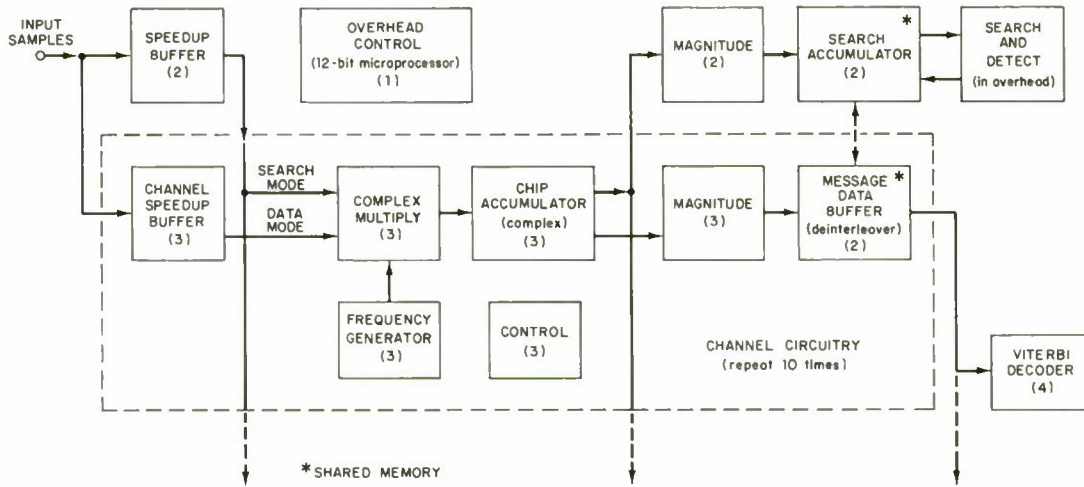 INPUT
SAMPLES
SPEEDUP
BUFFER
(2)
OVERHEAD
CONTROL
(12-bit microprocessor)
(1)
MAGNITUDE
(2)
*
SEARCH
ACCUMULATOR
(2)
SEARCH
AND
DETECT
(in overhead)
CHANNEL
SPEEDUP
BUFFER
(3)
SEARCH
MODE
DATA
MODE
COMPLEX
MULTIPLY
(3)
CHIP
ACCUMULATOR
(complex)
(3)
MAGNITUDE
(3)
MESSAGE *
DATA
BUFFER
(deinterleover)
(2)
FREQUENCY
GENERATOR
(3)
CONTROL
(3)
CHANNEL CIRCUITRY
(repeat 10 times)
VITERBI
DECODER
(4)
*SHARED MEMORY